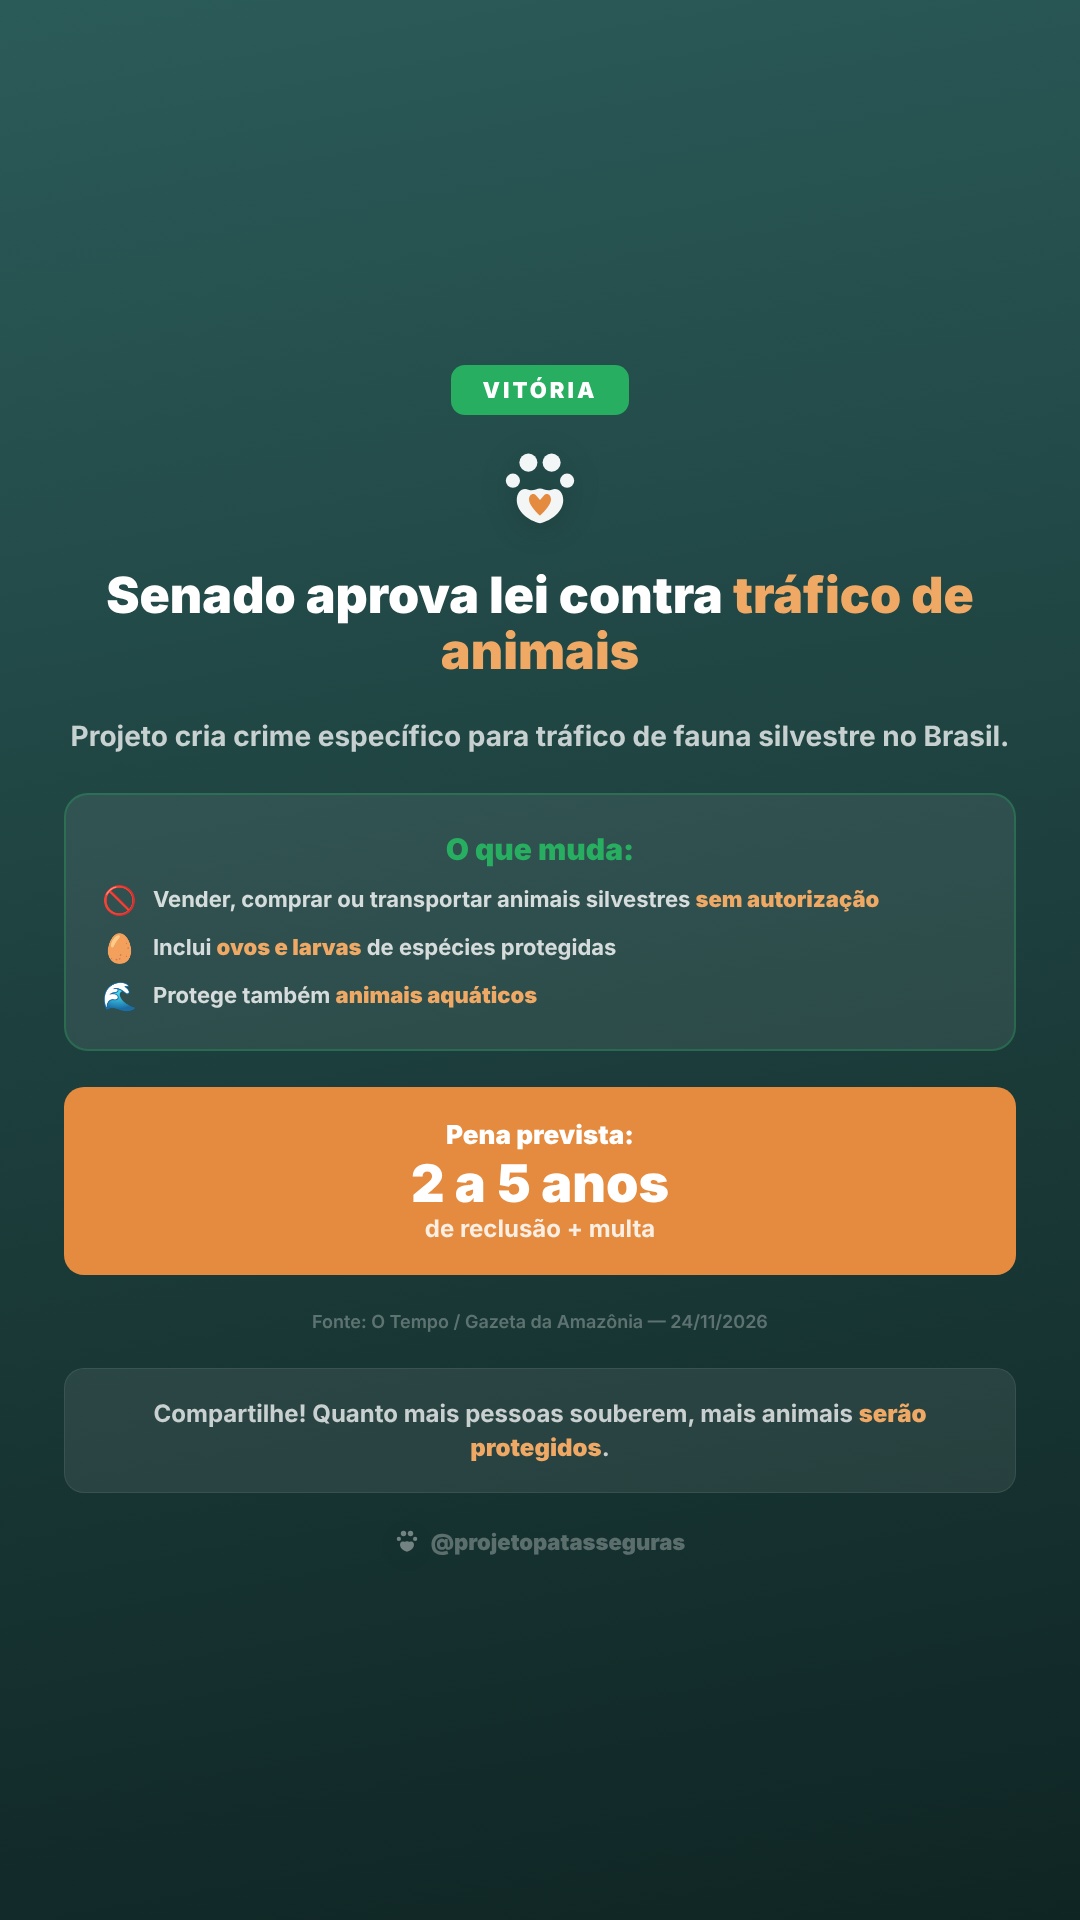 VITÓRIA
Senado aprova lei contra tráfico de
animais
Projeto cria crime específico para tráfico de fauna silvestre no Brasil.
O que muda:
Vender, comprar ou transportar animais silvestres sem autorização
Inclui ovos e larvas de espécies protegidas
Protege também animais aquáticos
Pena prevista:
2 a 5 anos
de reclusão + multa
Fonte: O Tempo / Gazeta da Amazônia — 24/11/2026
Compartilhe! Quanto mais pessoas souberem, mais animais serão
protegidos.
@projetopatasseguras